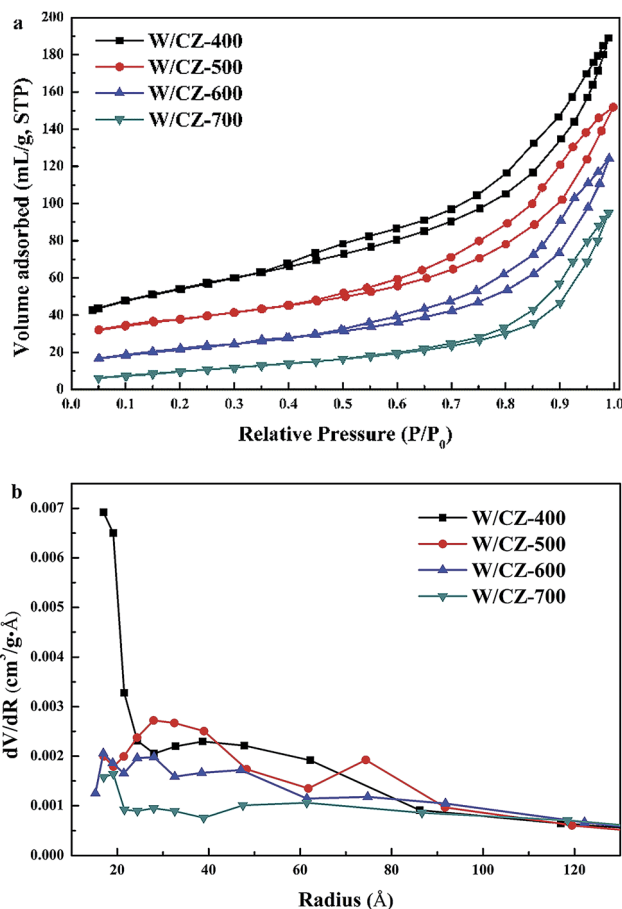 a
200
180
160
140
120
100
80
60
40
20
0
W/CZ-400
W/CZ-500
W/CZ-600
W/CZ-700
Volume adsorbed (mL/g, STP)
0.0 0.1 0.2 0.3 0.4 0.5 0.6 0.7 0.8 0.9 1.0
Relative Pressure (P/P₀)
b
0.007
0.006
0.005
0.004
0.003
0.002
0.001
0.000
W/CZ-400
W/CZ-500
W/CZ-600
W/CZ-700
dV/dR (cm³/g·Å)
20 40 60 80 100 120
Radius (Å)